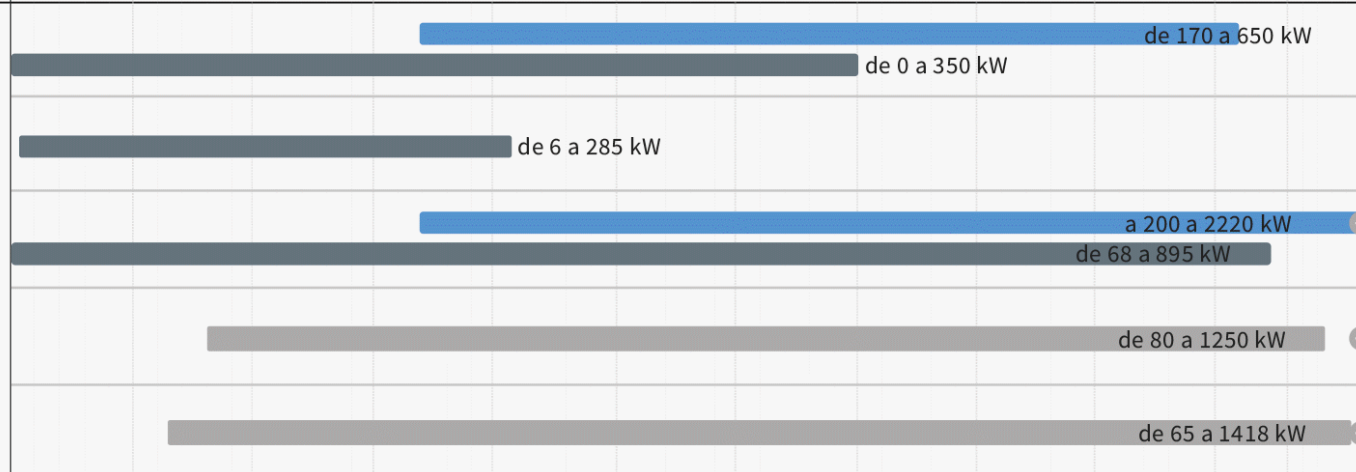 de 170 a 650 kW
de 0 a 350 kW
de 6 a 285 kW
a 200 a 2220 kW
de 68 a 895 kW
de 80 a 1250 kW
de 65 a 1418 kW